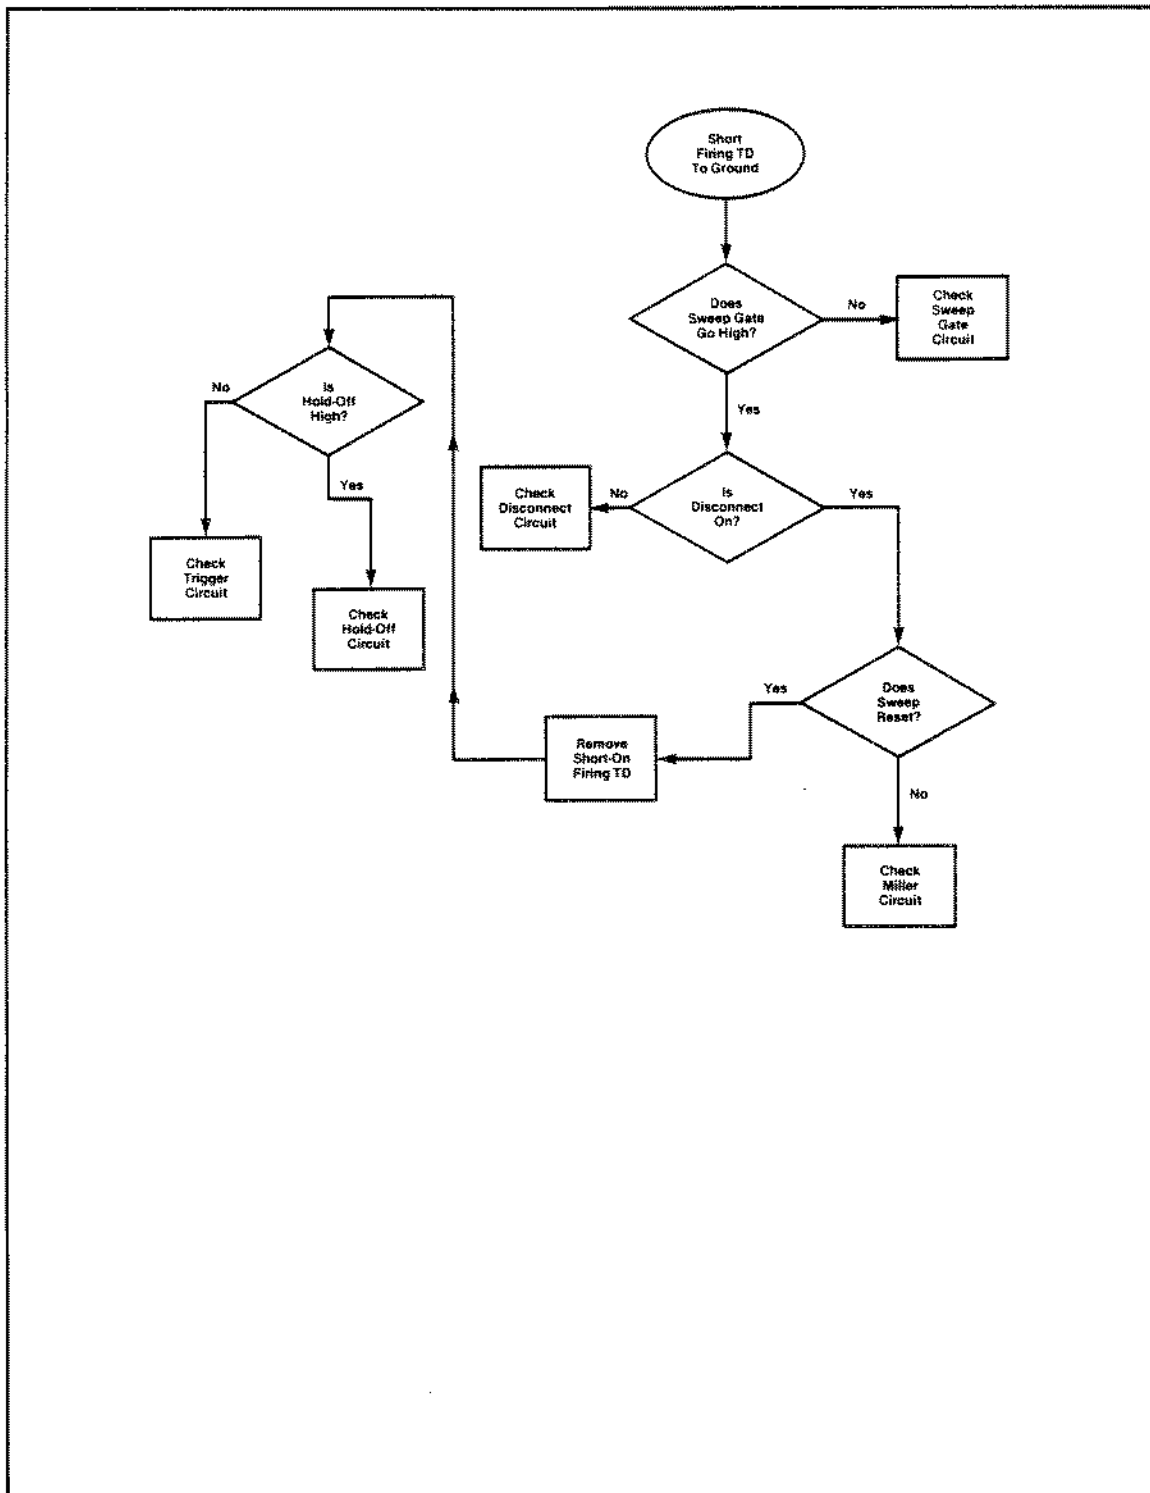 Short
Firing TD
To Ground
Does
Sweep Gate
Go High?
No
Check
Sweep
Gate
Circuit
Yes
Is
Disconnect
On?
No
Check
Disconnect
Circuit
Yes
Does
Sweep
Reset?
No
Check
Miller
Circuit
Yes
Remove
Short-On
Firing TD
Is
Hold-Off
High?
No
Check
Trigger
Circuit
Yes
Check
Hold-Off
Circuit